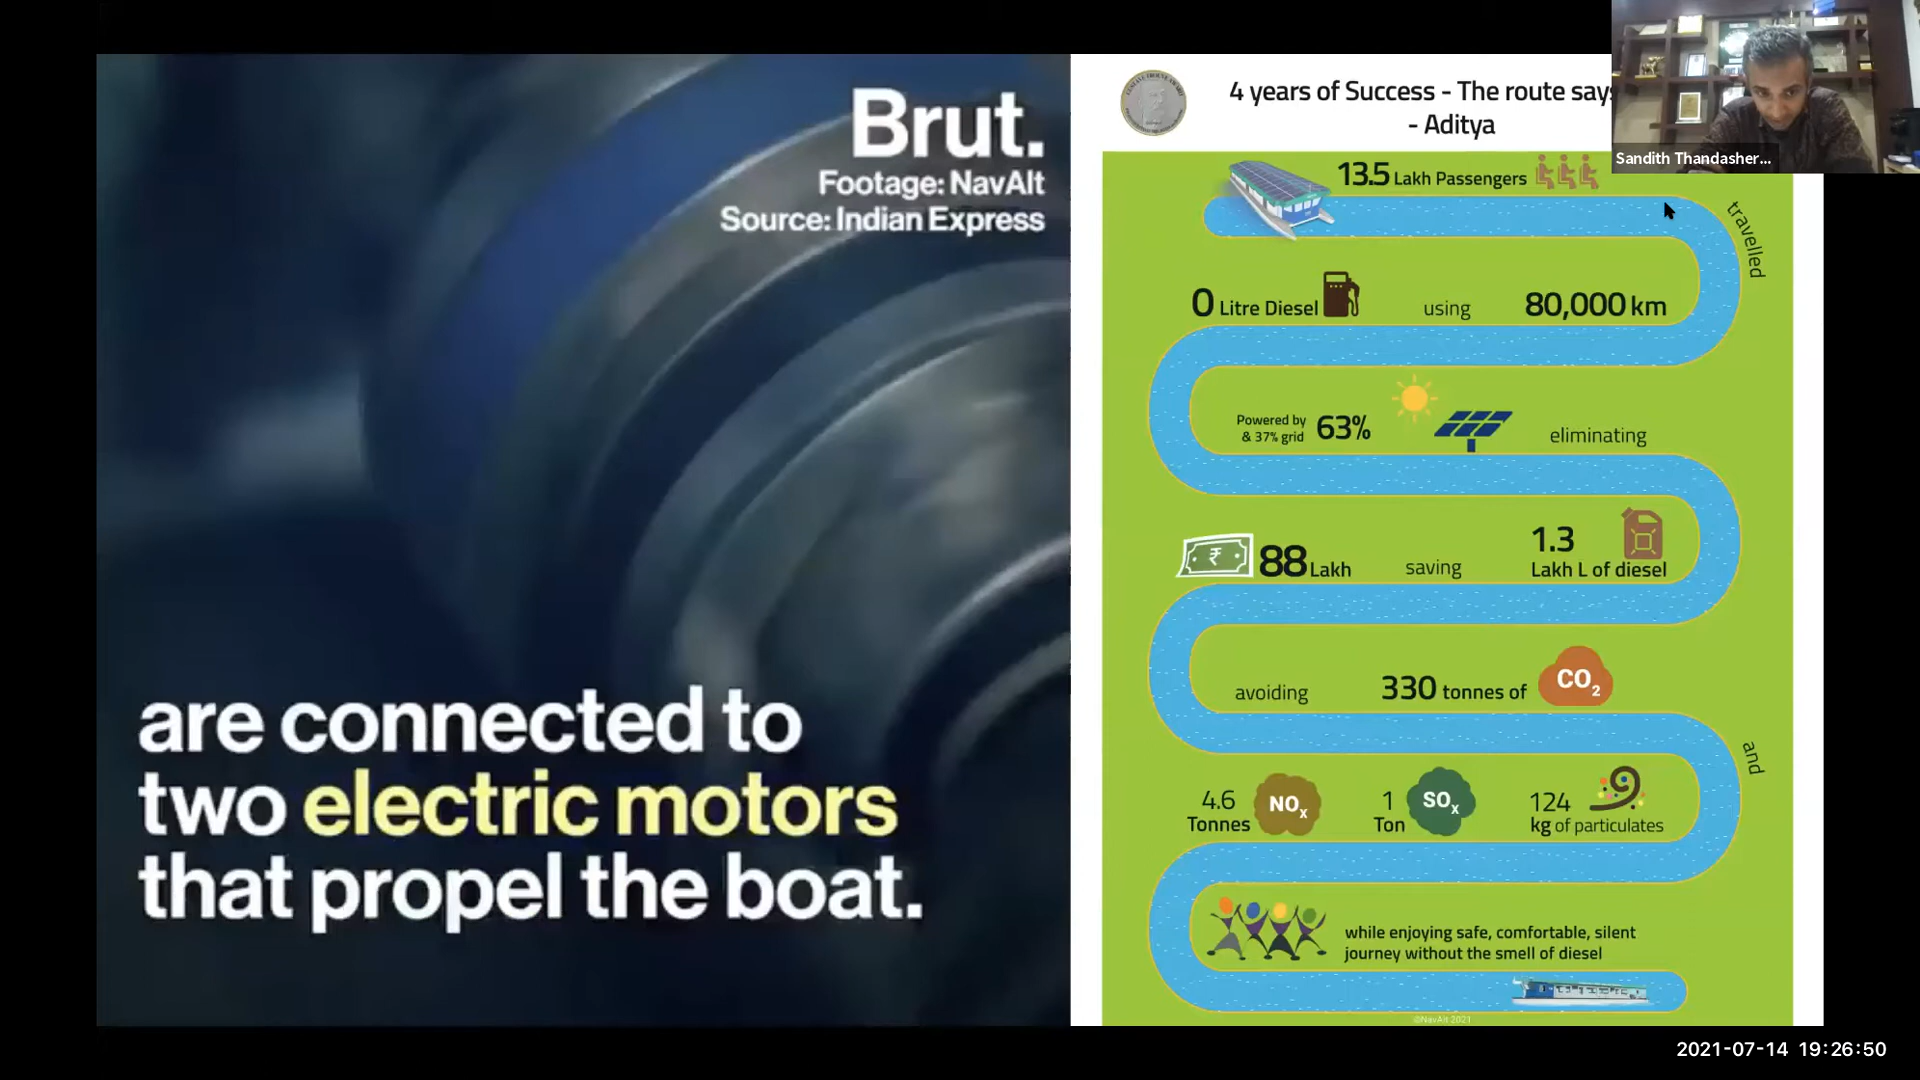 Brut.
Footage: NavAlt
Source: Indian Express
are connected to
two electric motors
that propel the boat.
4 years of Success - The route says
- Aditya
Sandith Thandasher...
13.5 Lakh Passengers
travelled
0 Litre Diesel
using
80,000 km
Powered by
& 37% grid
63%
eliminating
₹
88 Lakh
saving
1.3
Lakh L of diesel
avoiding
330 tonnes of
CO2
and
4.6
Tonnes
NOx
1
Ton
SOx
124
kg of particulates
while enjoying safe, comfortable, silent
journey without the smell of diesel
©NavAlt 2021
2021-07-14 19:26:50